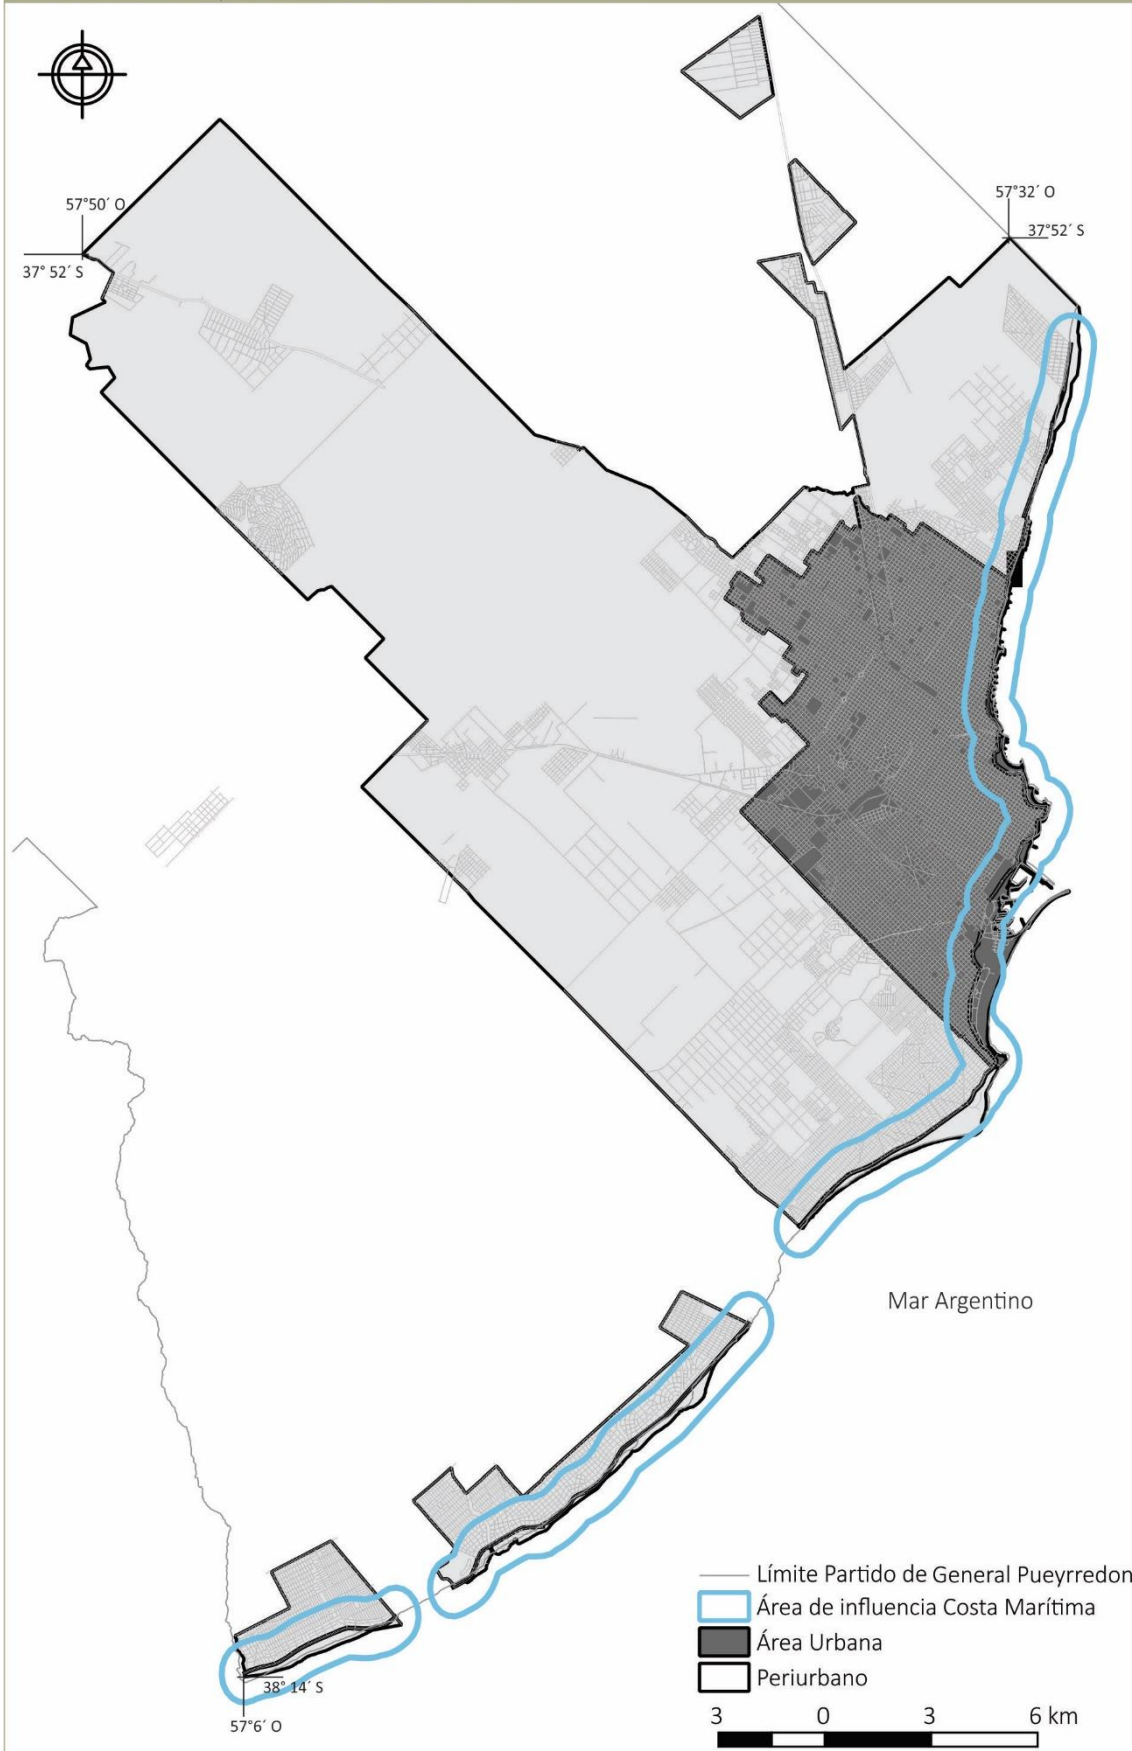 57°50´ O
37° 52´ S
57°32´ O
37°52´ S
Mar Argentino
38° 14´ S
57°6´ O
Límite Partido de General Pueyrredon
Área de influencia Costa Marítima
Área Urbana
Periurbano
3 0 3 6 km